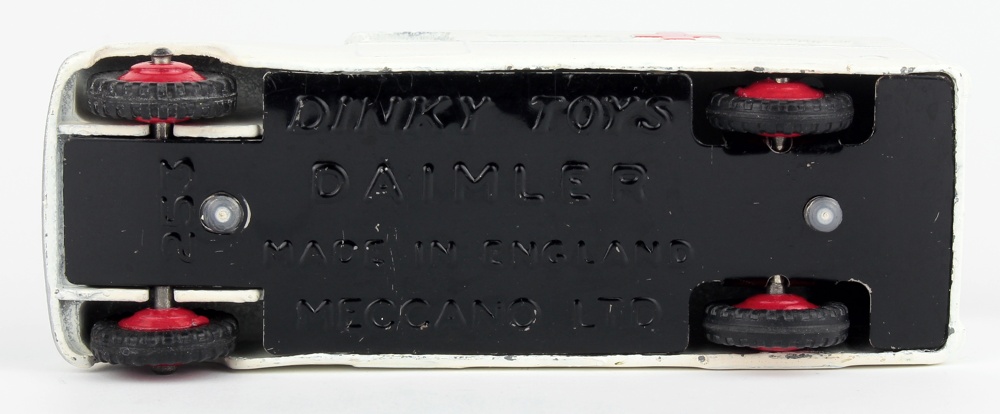 DINKY TOYS
DAIMLER
253
MADE IN ENGLAND
MECCANO LTD